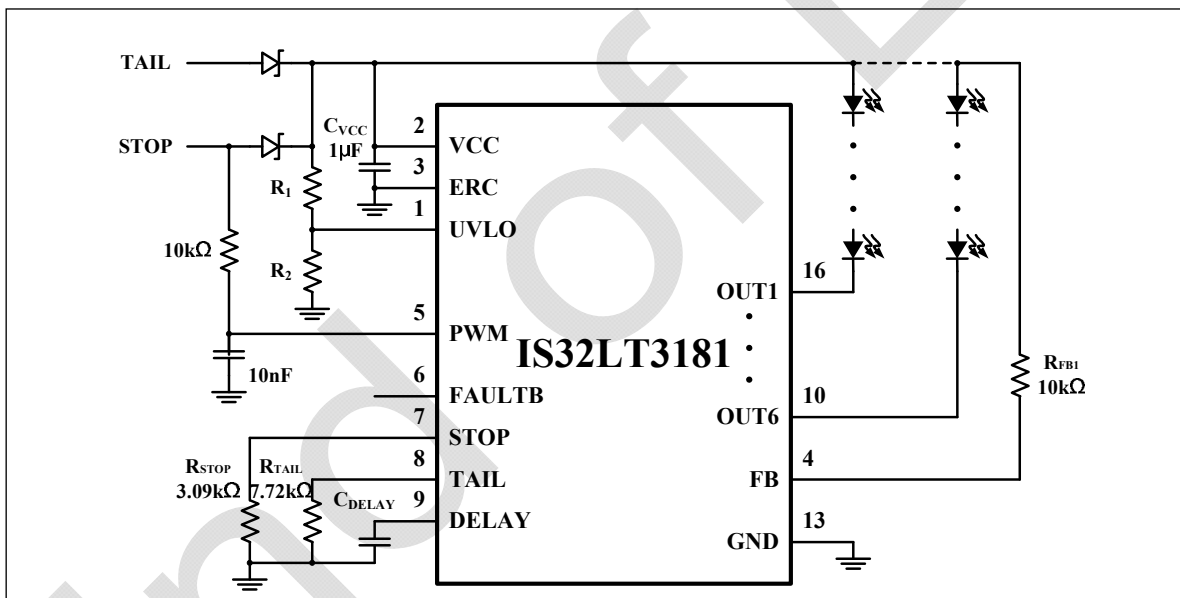 TAIL
STOP
10kΩ
10nF
R1
R2
CVCC
1µF
2
VCC
3
ERC
1
UVLO
5
PWM
6
FAULTB
7
STOP
8
TAIL
9
DELAY
RSTOP
3.09kΩ
RTAIL
7.72kΩ
CDELAY
IS32LT3181
16
OUT1
10
OUT6
4
FB
13
GND
RFB1
10kΩ
nd of L